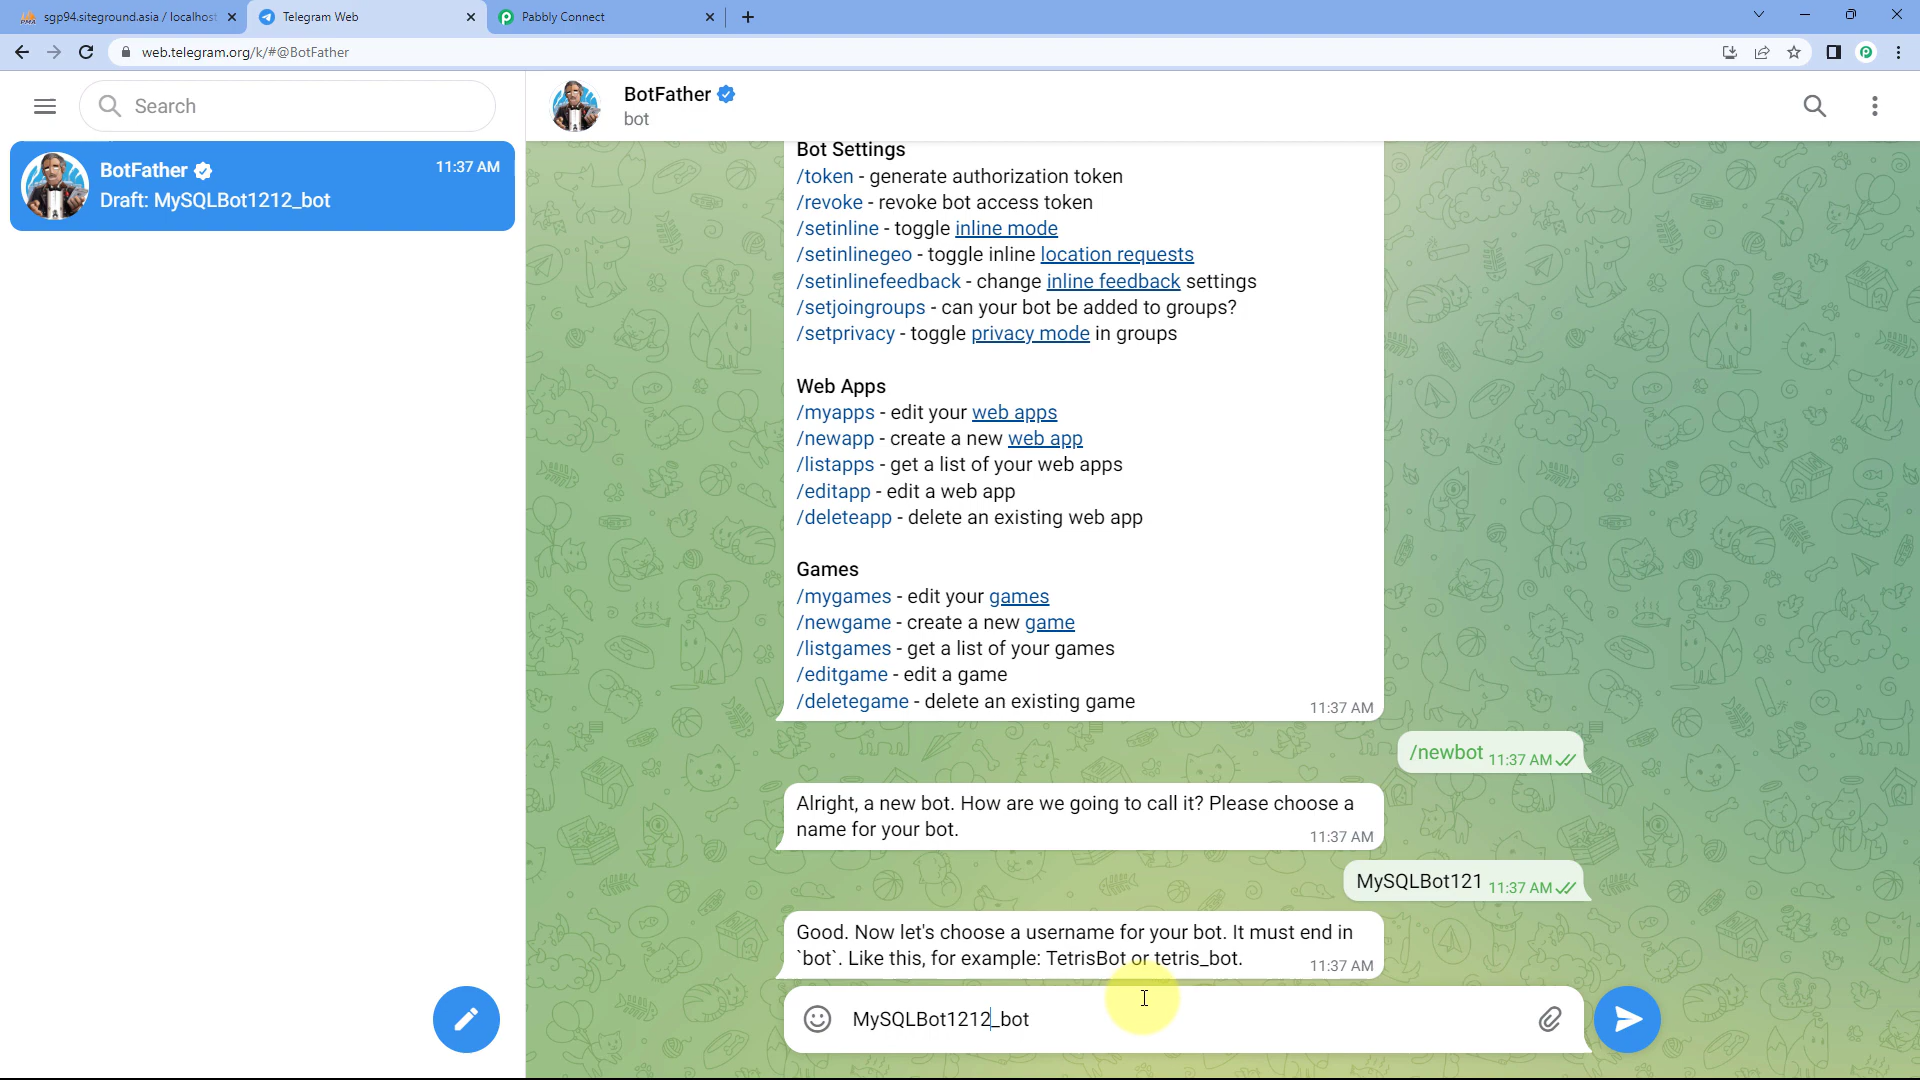 sgp94.siteground.asia / localhost
Telegram Web
Pabbly Connect
web.telegram.org/k/#@BotFather
Search
BotFather
bot
BotFather
11:37 AM
Draft: MySQLBot1212_bot
Bot Settings
/token - generate authorization token
/revoke - revoke bot access token
/setinline - toggle inline mode
/setinlinegeo - toggle inline location requests
/setinlinefeedback - change inline feedback settings
/setjoingroups - can your bot be added to groups?
/setprivacy - toggle privacy mode in groups
Web Apps
/myapps - edit your web apps
/newapp - create a new web app
/listapps - get a list of your web apps
/editapp - edit a web app
/deleteapp - delete an existing web app
Games
/mygames - edit your games
/newgame - create a new game
/listgames - get a list of your games
/editgame - edit a game
/deletegame - delete an existing game
11:37 AM
/newbot 11:37 AM
Alright, a new bot. How are we going to call it? Please choose a
name for your bot.
11:37 AM
MySQLBot121 11:37 AM
Good. Now let's choose a username for your bot. It must end in
`bot`. Like this, for example: TetrisBot or tetris_bot.
11:37 AM
MySQLBot1212_bot